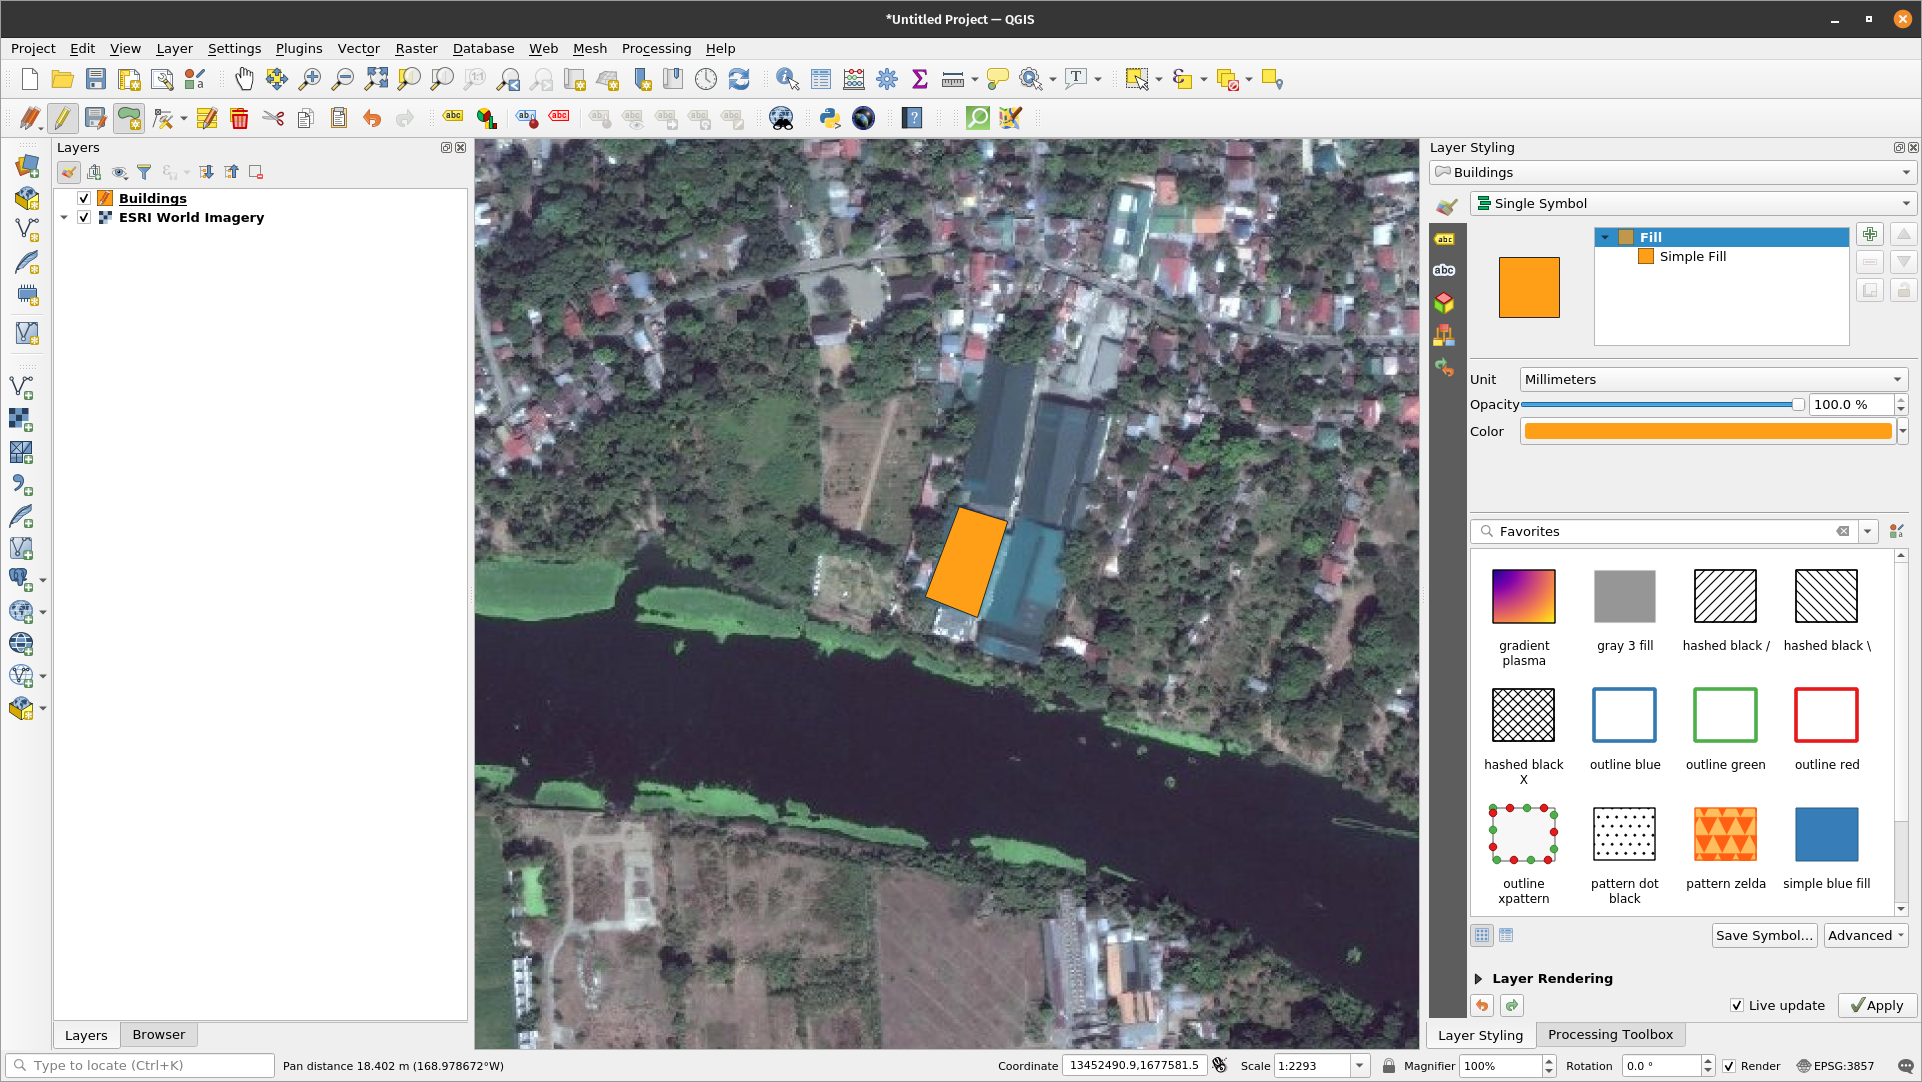 *Untitled Project — QGIS
Project Edit View Layer Settings Plugins Vector Raster Database Web Mesh Processing Help
Layers
Buildings
ESRI World Imagery
Layers Browser
Layer Styling
Buildings
Single Symbol
Fill
Simple Fill
Unit Millimeters
Opacity 100.0 %
Color
Favorites
gradient plasma
gray 3 fill
hashed black /
hashed black \
hashed black X
outline blue
outline green
outline red
outline xpattern
pattern dot black
pattern zelda
simple blue fill
Save Symbol... Advanced
Layer Rendering
Live update Apply
Layer Styling Processing Toolbox
Type to locate (Ctrl+K) Pan distance 18.402 m (168.978672°W) Coordinate 13452490.9,1677581.5 Scale 1:2293 Magnifier 100% Rotation 0.0 ° Render EPSG:3857